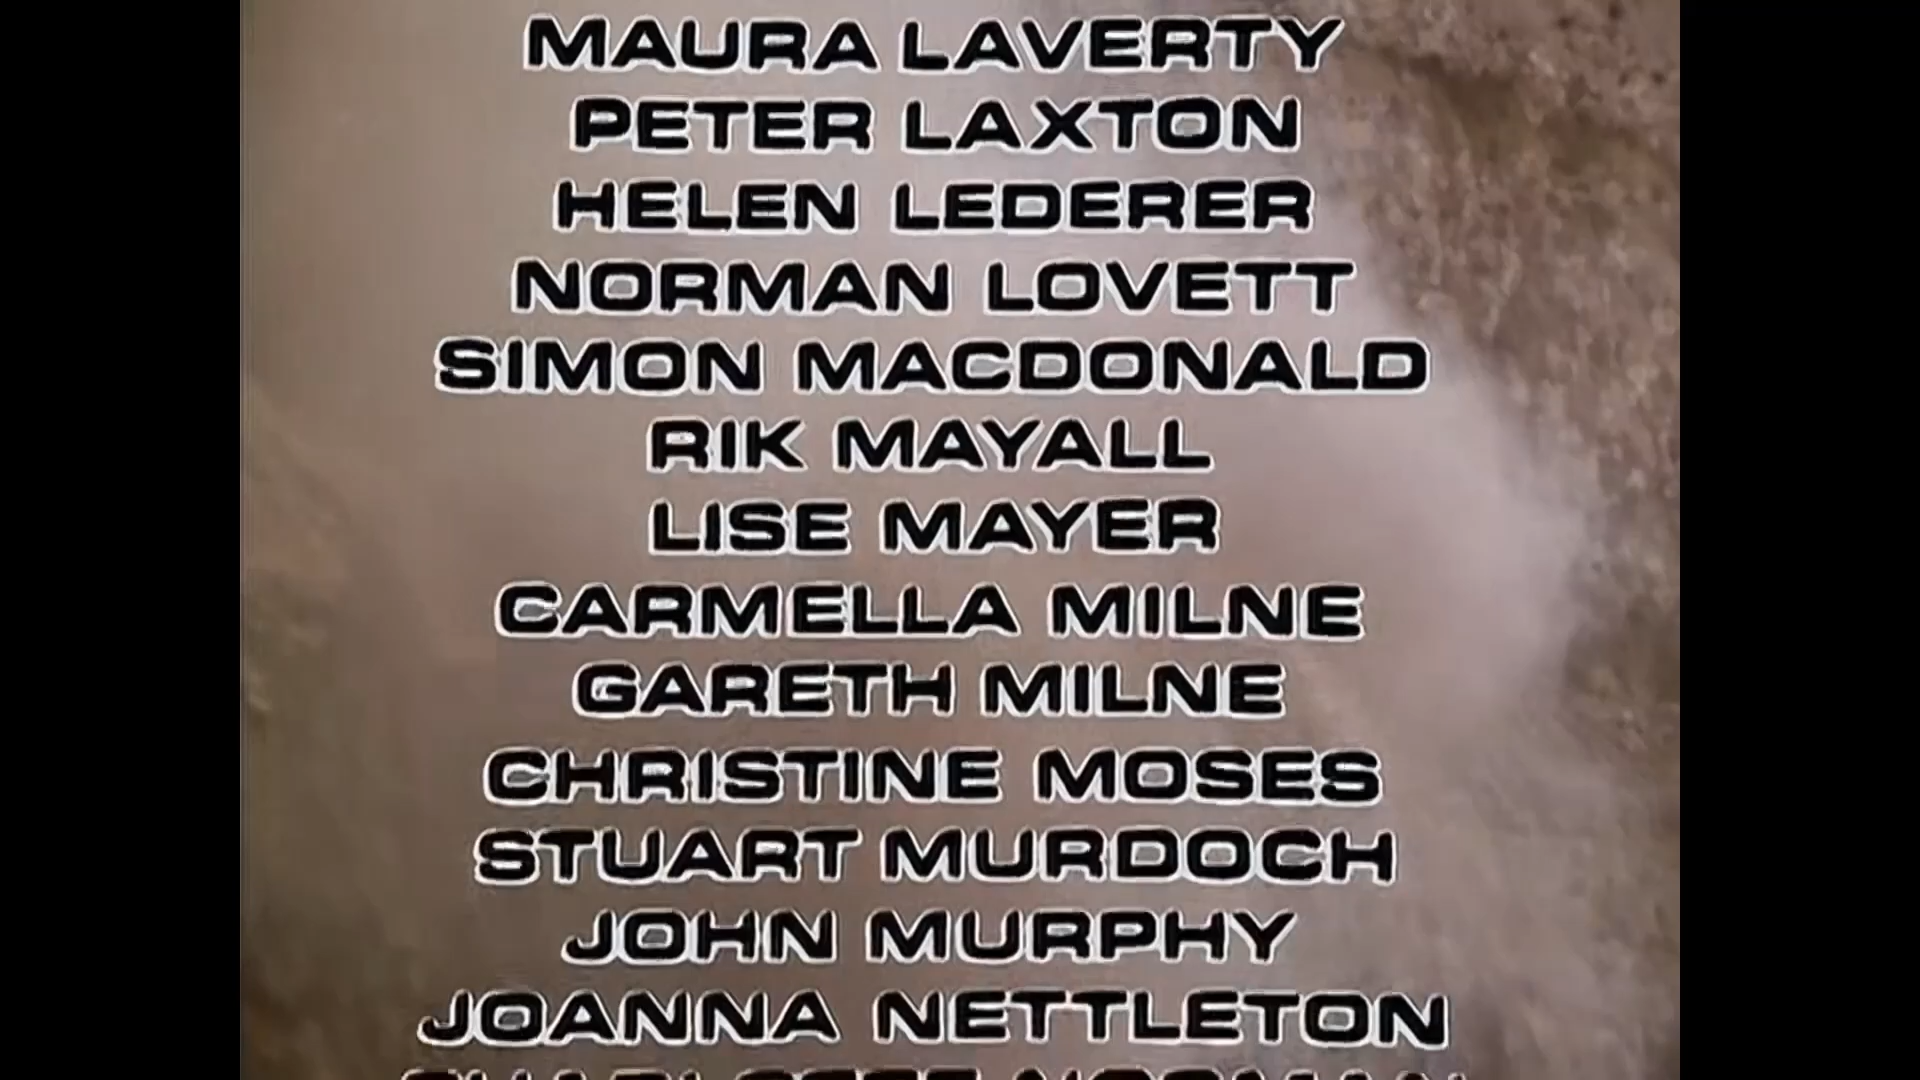 MAURA LAVERTY
PETER LAXTON
HELEN LEDERER
NORMAN LOVETT
SIMON MACDONALD
RIK MAYALL
LISE MAYER
CARMELLA MILNE
GARETH MILNE
CHRISTINE MOSES
STUART MURDOCH
JOHN MURPHY
JOANNA NETTLETON